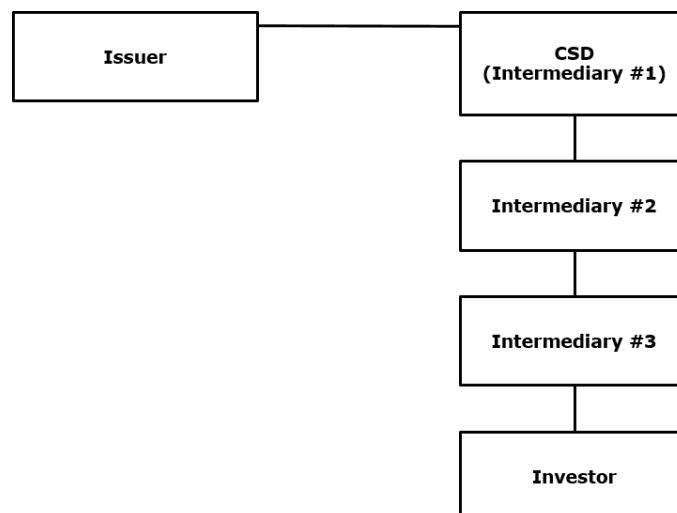 Issuer
CSD
(Intermediary #1)
Intermediary #2
Intermediary #3
Investor